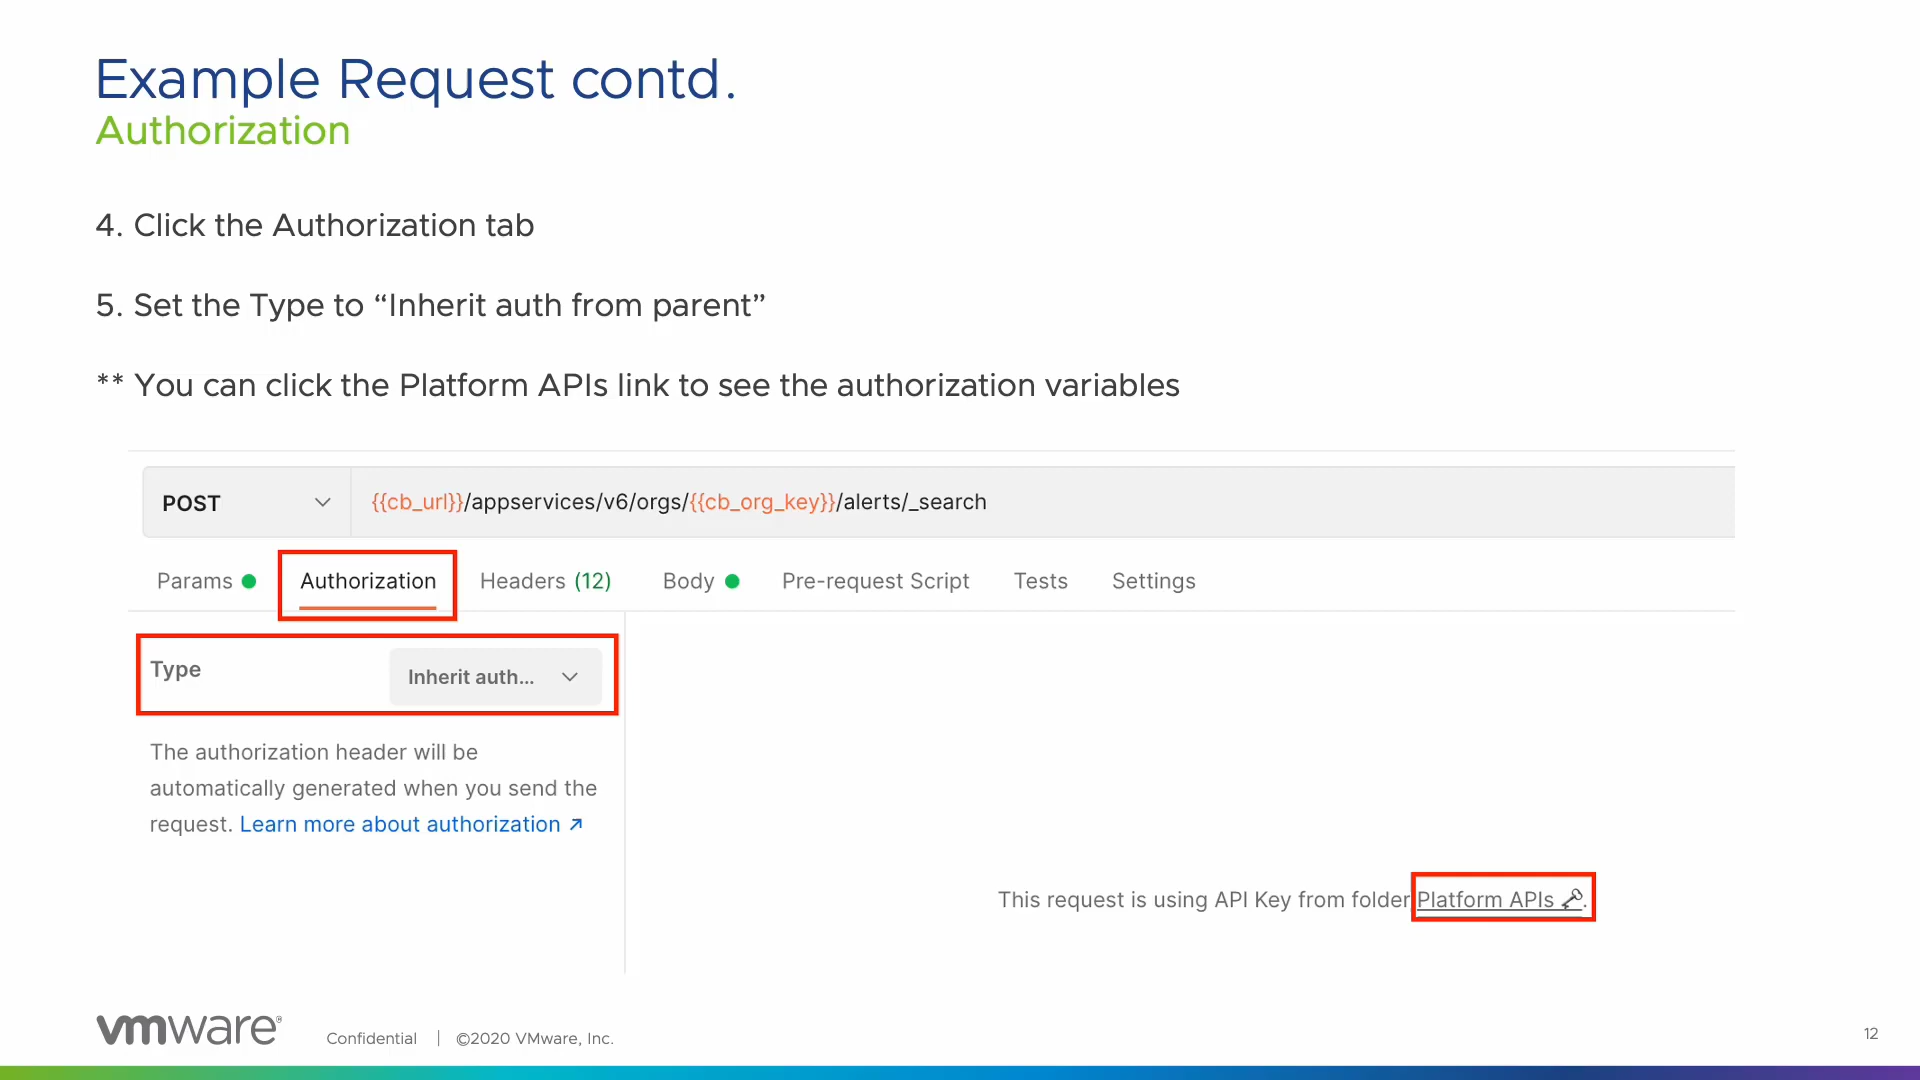 Example Request contd.
Authorization
4. Click the Authorization tab
5. Set the Type to “Inherit auth from parent”
** You can click the Platform APIs link to see the authorization variables
POST {{cb_url}}/appservices/v6/orgs/{{cb_org_key}}/alerts/_search
Params Authorization Headers (12) Body Pre-request Script Tests Settings
Type Inherit auth...
The authorization header will be
automatically generated when you send the
request. Learn more about authorization ↗
This request is using API Key from folder Platform APIs .
vmware® Confidential | ©2020 VMware, Inc. 12